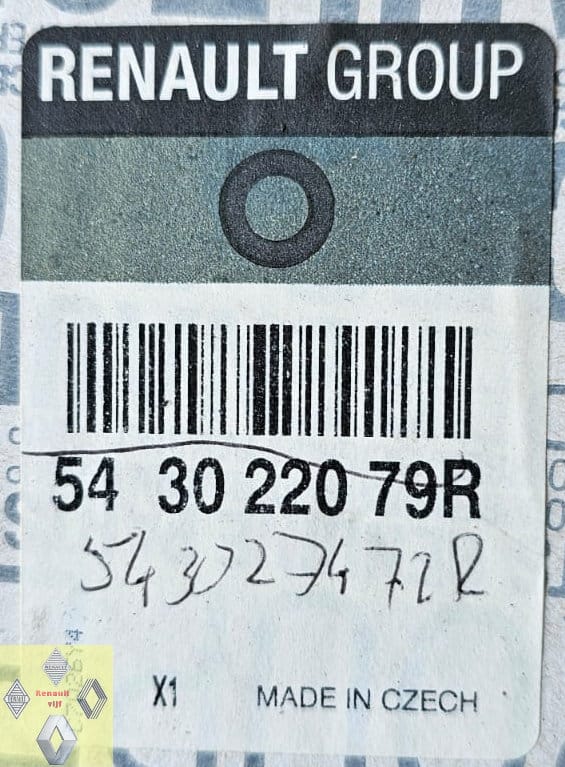 RENAULT GROUP
54 30 220 79R
543027472R
X1 MADE IN CZECH
Renault
vijf